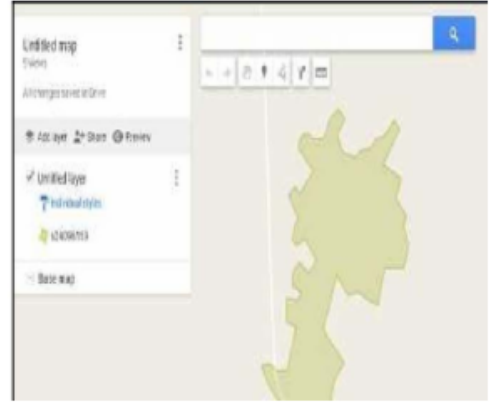 Untitled map
All changes saved in Drive
Add layer Share Preview
Untitled layer
Individual styles
Base map